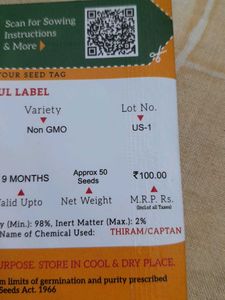 Scan for Sowing
Instructions
& More
YOUR SEED TAG
UL LABEL
Variety
Lot No.
Non GMO
US-1
9 MONTHS
Approx 50
Seeds
₹100.00
Valid Upto
Net Weight
M.R.P. Rs.
(Incl.of all Taxes)
y (Min.): 98%, Inert Matter (Max.): 2%
Name of Chemical Used: THIRAM/CAPTAN
PURPOSE. STORE IN COOL & DRY PLACE.
m limits of germination and purity prescribed
Seeds Act. 1966